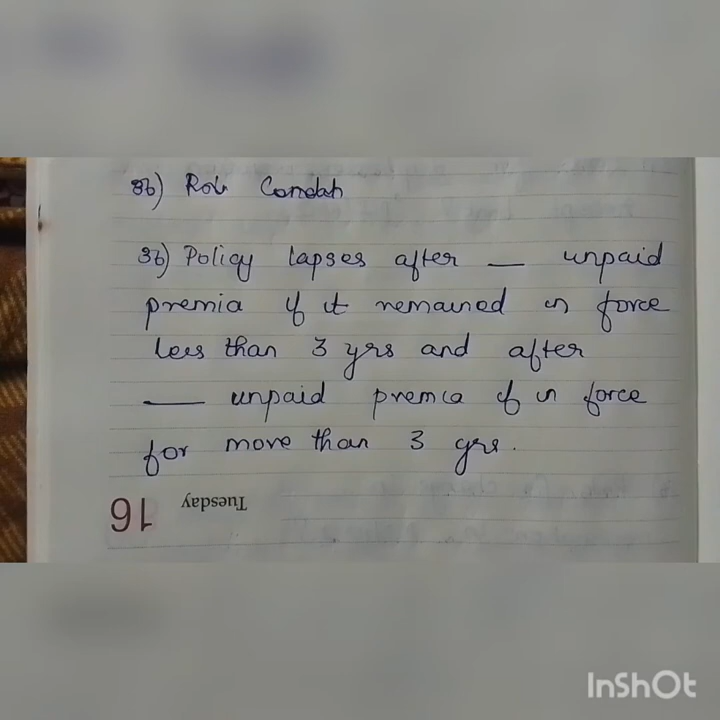 36) Rob Condah
36) Policy lapses after — unpaid
premia if it remained in force
less than 3 yrs and after
— unpaid premia if in force
for more than 3 yrs.
Tuesday 16
InShOt